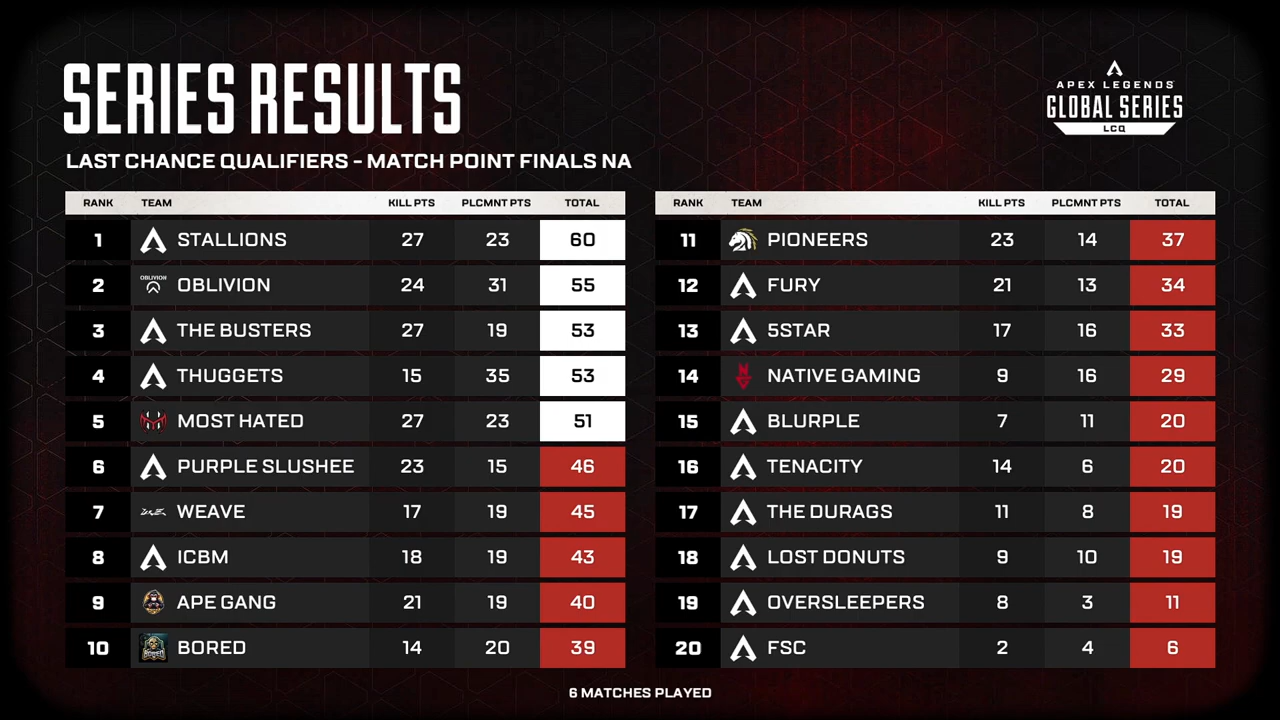 SERIES RESULTS
APEX LEGENDS
GLOBAL SERIES
LCQ
LAST CHANCE QUALIFIERS - MATCH POINT FINALS NA
RANK TEAM KILL PTS PLCMNT PTS TOTAL
1 STALLIONS 27 23 60
2 OBLIVION OBLIVION 24 31 55
3 THE BUSTERS 27 19 53
4 THUGGETS 15 35 53
5 MOST HATED 27 23 51
6 PURPLE SLUSHEE 23 15 46
7 WEAVE 17 19 45
8 ICBM 18 19 43
9 APE GANG 21 19 40
10 BORED 14 20 39
RANK TEAM KILL PTS PLCMNT PTS TOTAL
11 PIONEERS 23 14 37
12 FURY 21 13 34
13 5STAR 17 16 33
14 NATIVE GAMING 9 16 29
15 BLURPLE 7 11 20
16 TENACITY 14 6 20
17 THE DURAGS 11 8 19
18 LOST DONUTS 9 10 19
19 OVERSLEEPERS 8 3 11
20 FSC 2 4 6
6 MATCHES PLAYED